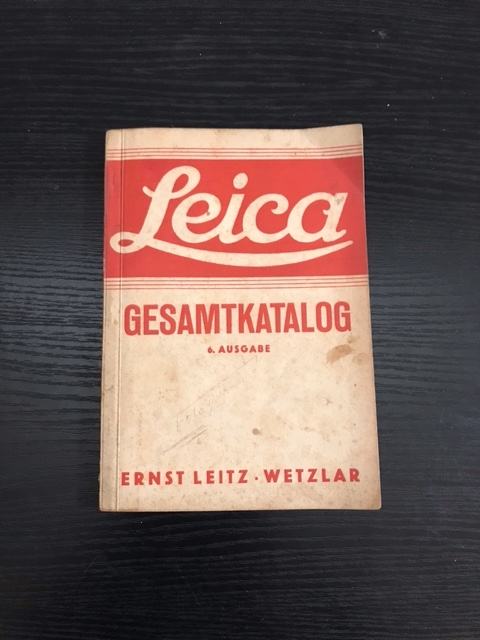 Leica
GESAMTKATALOG
6. AUSGABE
ERNST LEITZ · WETZLAR